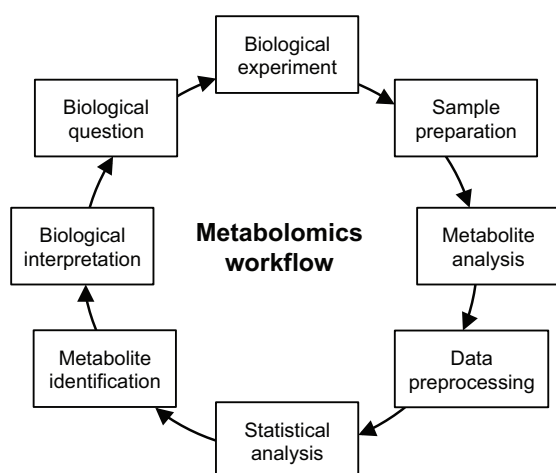 Biological
experiment
Biological
question
Sample
preparation
Biological
interpretation
Metabolomics
workflow
Metabolite
analysis
Metabolite
identification
Data
preprocessing
Statistical
analysis